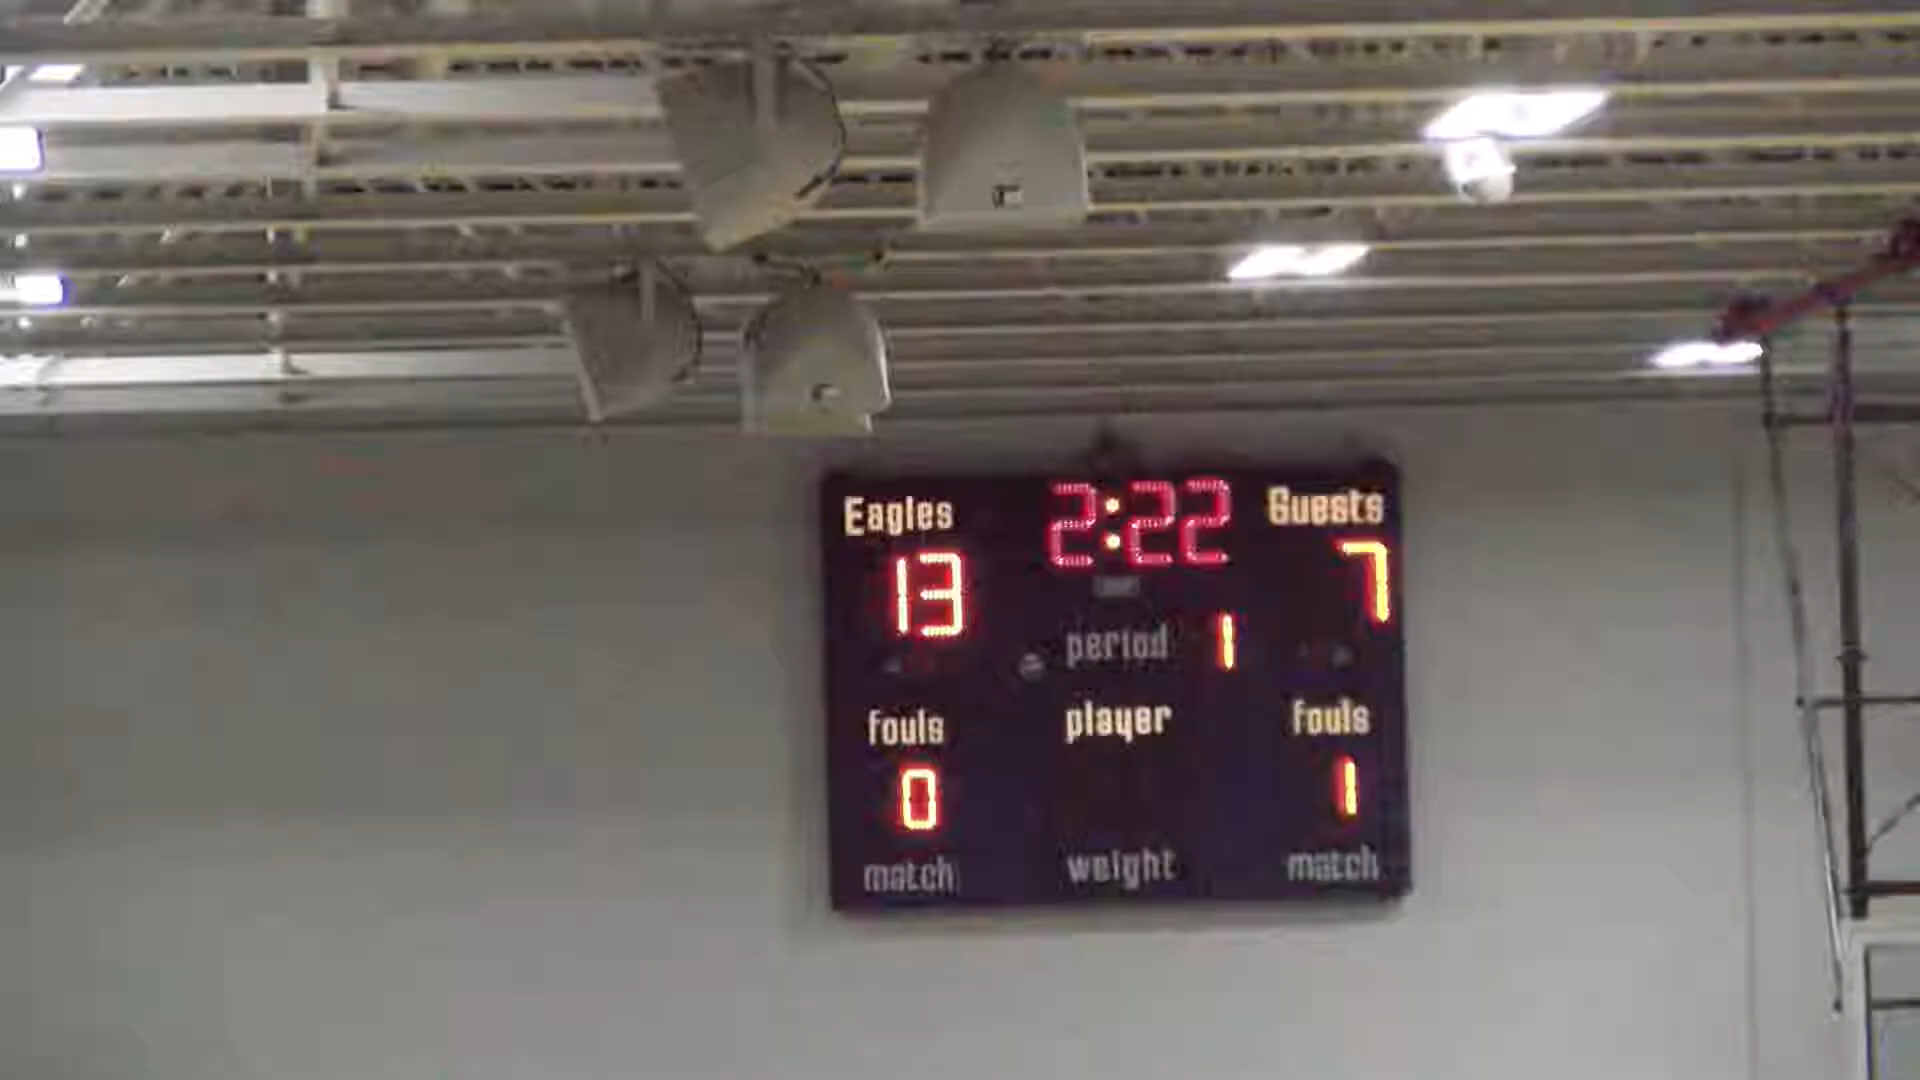 Eagles 2:22 Guests
13 7
period 1
fouls player fouls
0 1
match weight match